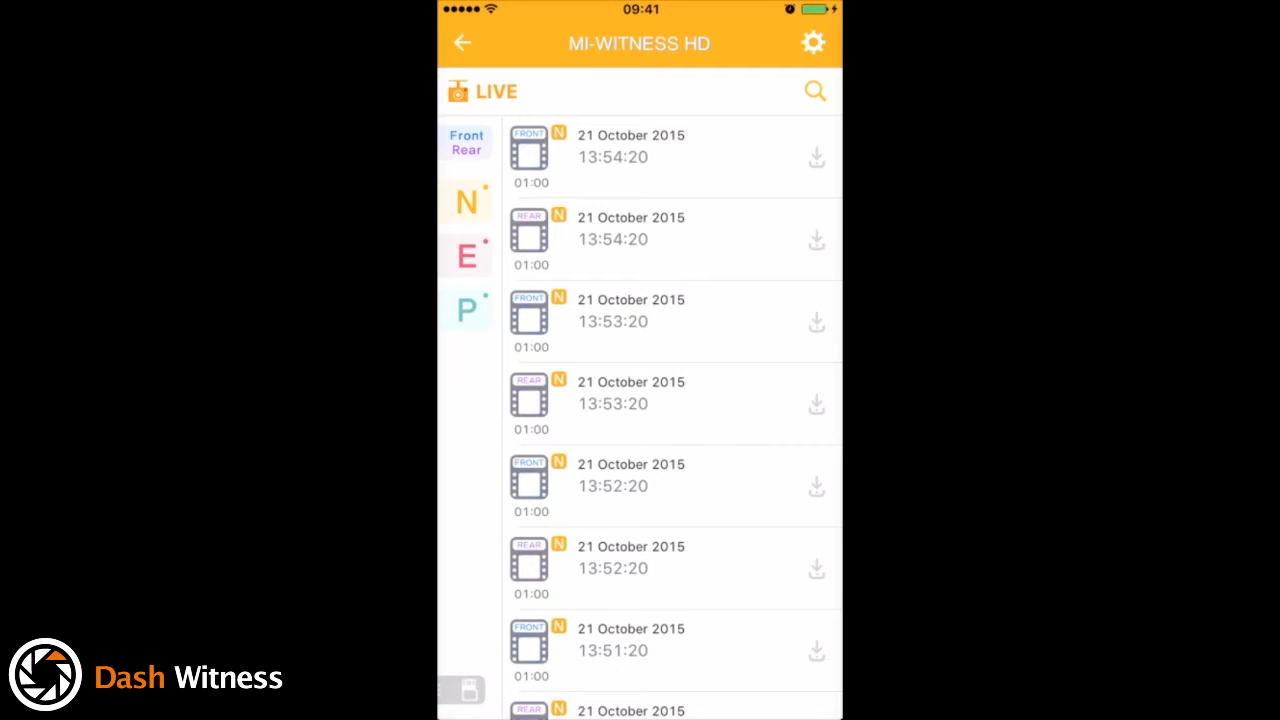 09:41
MI-WITNESS HD
LIVE
Front
Rear
N
E
P
FRONT N 21 October 2015
13:54:20
01:00
REAR N 21 October 2015
13:54:20
01:00
FRONT N 21 October 2015
13:53:20
01:00
REAR N 21 October 2015
13:53:20
01:00
FRONT N 21 October 2015
13:52:20
01:00
REAR N 21 October 2015
13:52:20
01:00
FRONT N 21 October 2015
13:51:20
01:00
REAR N 21 October 2015
Dash Witness